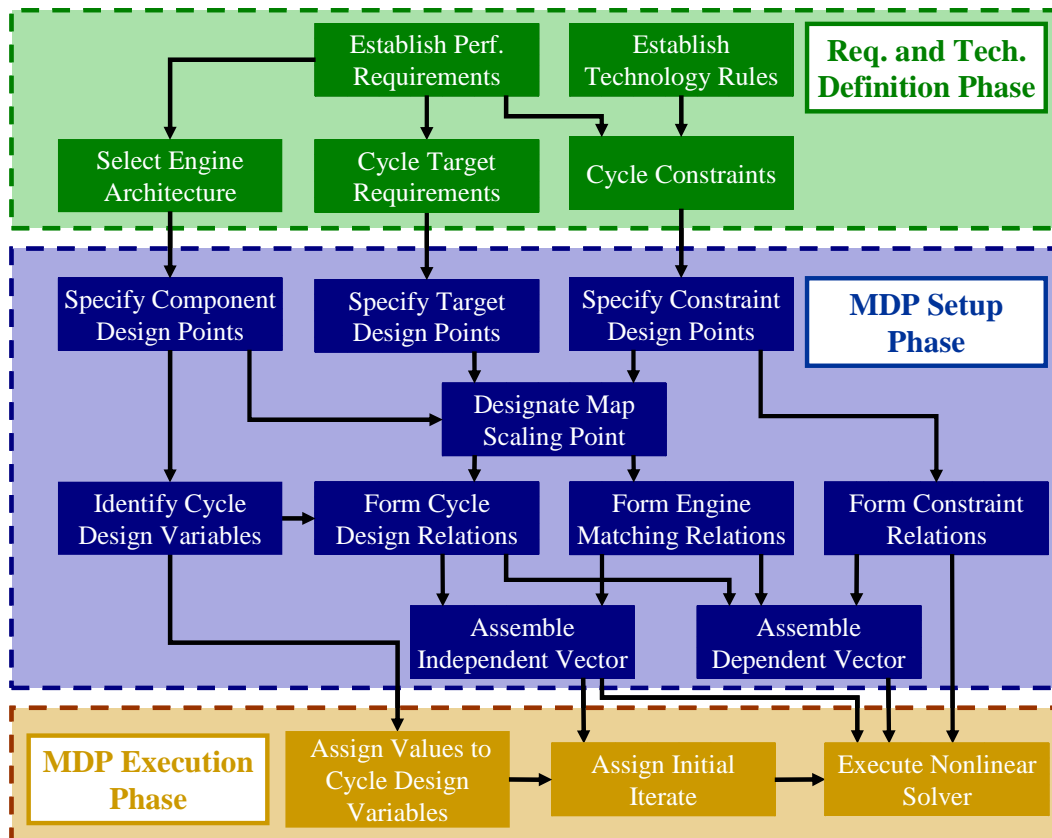 Establish Perf.
Requirements
Establish
Technology Rules
Req. and Tech.
Definition Phase
Select Engine
Architecture
Cycle Target
Requirements
Cycle Constraints
Specify Component
Design Points
Specify Target
Design Points
Specify Constraint
Design Points
MDP Setup
Phase
Designate Map
Scaling Point
Identify Cycle
Design Variables
Form Cycle
Design Relations
Form Engine
Matching Relations
Form Constraint
Relations
Assemble
Independent Vector
Assemble
Dependent Vector
MDP Execution
Phase
Assign Values to
Cycle Design
Variables
Assign Initial
Iterate
Execute Nonlinear
Solver